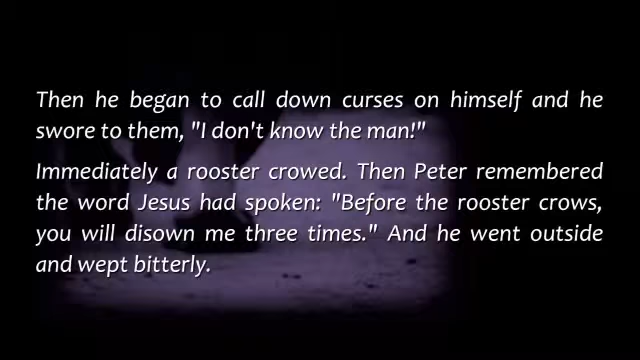 Then he began to call down curses on himself and he
swore to them, "I don't know the man!"
Immediately a rooster crowed. Then Peter remembered
the word Jesus had spoken: "Before the rooster crows,
you will disown me three times." And he went outside
and wept bitterly.